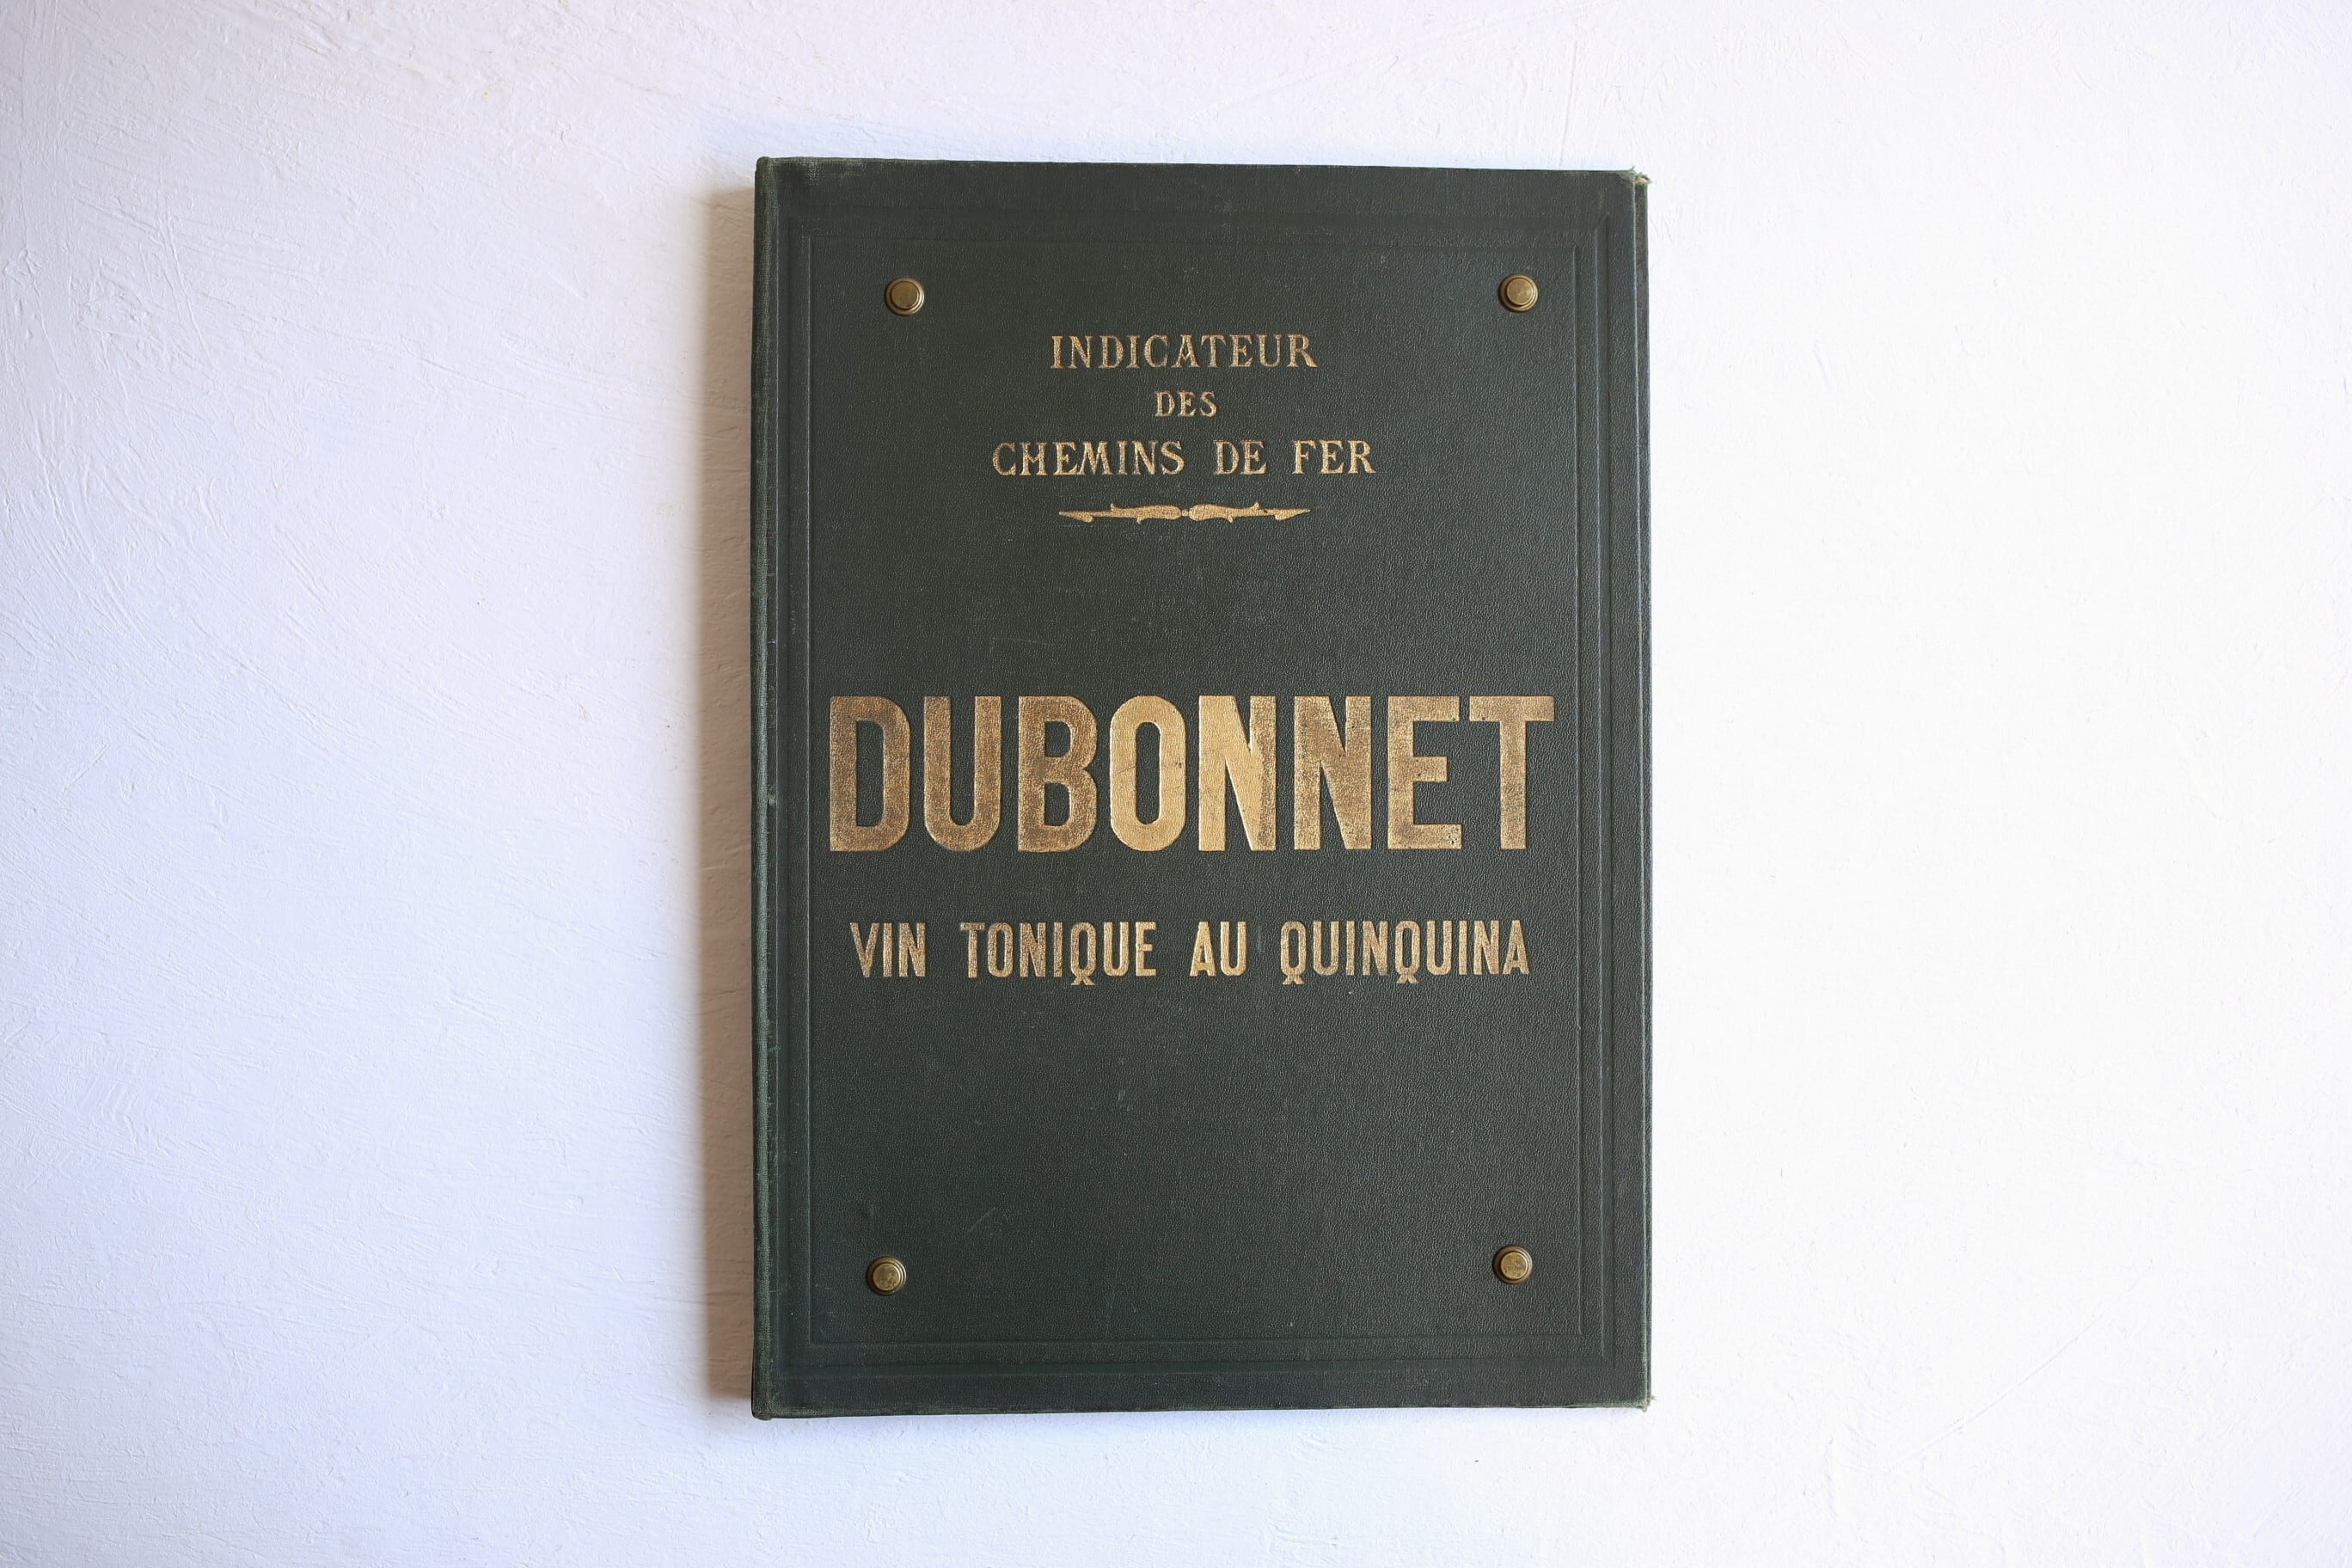 INDICATEUR
DES
CHEMINS DE FER
DUBONNET
VIN TONIQUE AU QUINQUINA